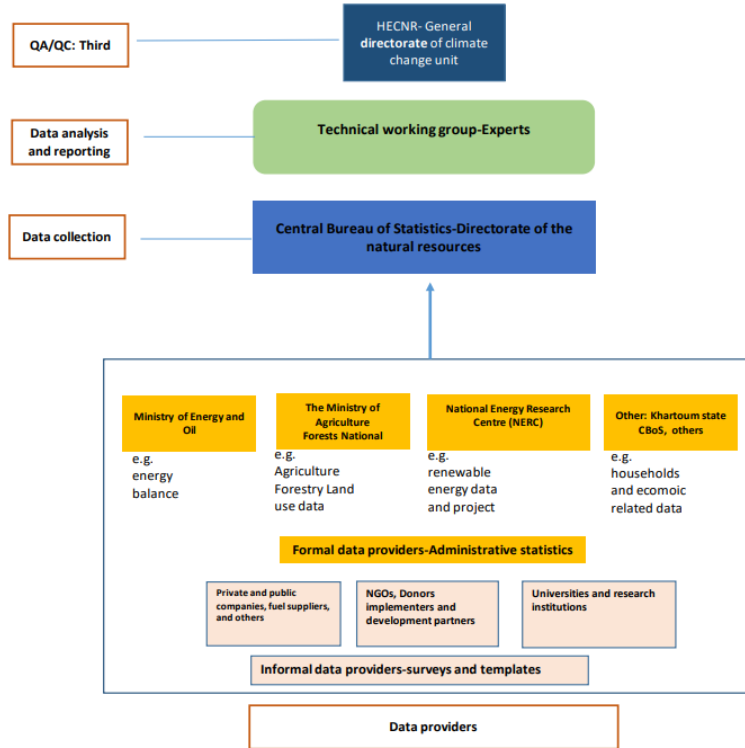 QA/QC: Third
HECNR- General
directorate of climate
change unit
Data analysis
and reporting
Technical working group-Experts
Data collection
Central Bureau of Statistics-Directorate of the
natural resources
Ministry of Energy and
Oil
e.g.
energy
balance
The Ministry of
Agriculture
Forests National
e.g.
Agriculture
Forestry Land
use data
National Energy Research
Centre (NERC)
e.g.
renewable
energy data
and project
Other: Khartoum state
CBoS, others
e.g.
households
and ecomoic
related data
Formal data providers-Administrative statistics
Private and public
companies, fuel suppliers,
and others
NGOs, Donors
implementers and
development partners
Universities and research
institutions
Informal data providers-surveys and templates
Data providers